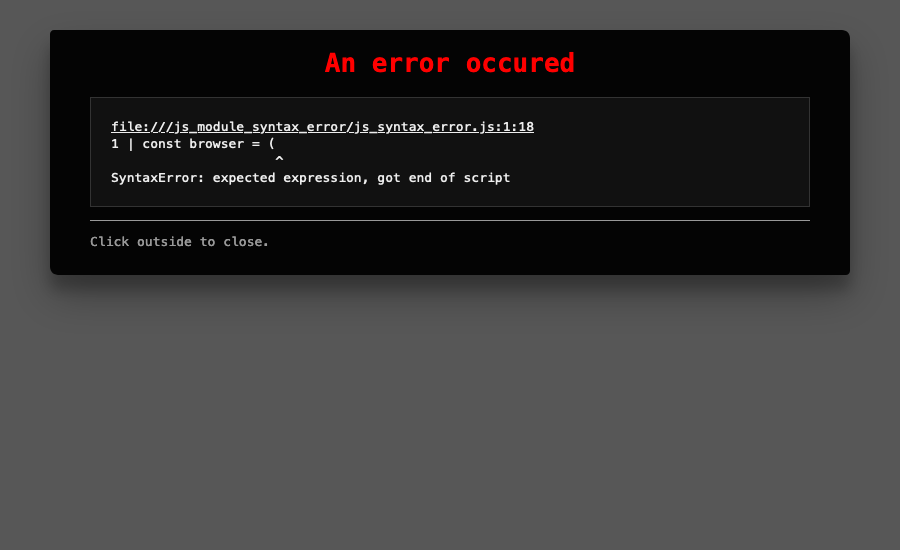 An error occured
file:///js_module_syntax_error/js_syntax_error.js:1:18
1 | const browser = (
^
SyntaxError: expected expression, got end of script
Click outside to close.